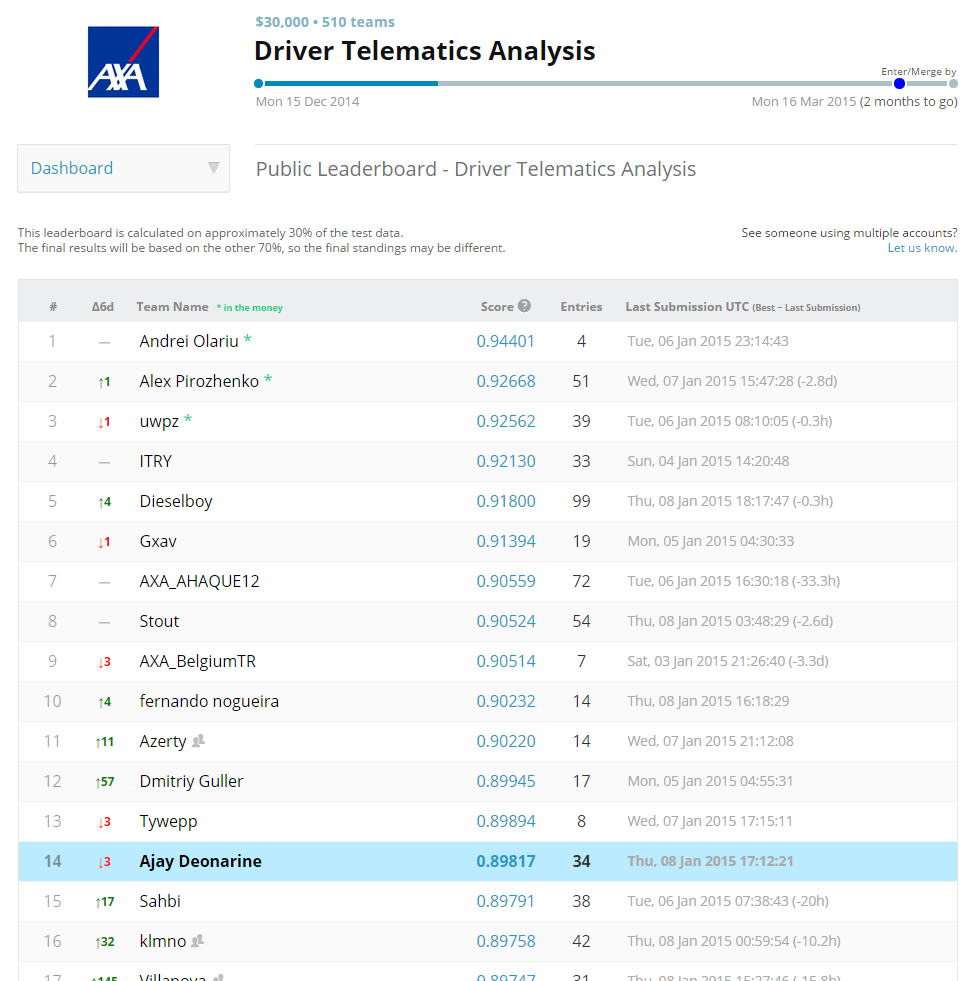 AXA
$30,000 • 510 teams
Driver Telematics Analysis
Enter/Merge by
Mon 15 Dec 2014 Mon 16 Mar 2015 (2 months to go)
Dashboard ▼
Public Leaderboard - Driver Telematics Analysis
This leaderboard is calculated on approximately 30% of the test data. See someone using multiple accounts?
The final results will be based on the other 70%, so the final standings may be different. Let us know.
# Δ6d Team Name * in the money Score ? Entries Last Submission UTC (Best − Last Submission)
1 — Andrei Olariu * 0.94401 4 Tue, 06 Jan 2015 23:14:43
2 ↑1 Alex Pirozhenko * 0.92668 51 Wed, 07 Jan 2015 15:47:28 (-2.8d)
3 ↓1 uwpz * 0.92562 39 Tue, 06 Jan 2015 08:10:05 (-0.3h)
4 — ITRY 0.92130 33 Sun, 04 Jan 2015 14:20:48
5 ↑4 Dieselboy 0.91800 99 Thu, 08 Jan 2015 18:17:47 (-0.3h)
6 ↓1 Gxav 0.91394 19 Mon, 05 Jan 2015 04:30:33
7 — AXA_AHAQUE12 0.90559 72 Tue, 06 Jan 2015 16:30:18 (-33.3h)
8 — Stout 0.90524 54 Thu, 08 Jan 2015 03:48:29 (-2.6d)
9 ↓3 AXA_BelgiumTR 0.90514 7 Sat, 03 Jan 2015 21:26:40 (-3.3d)
10 ↑4 fernando nogueira 0.90232 14 Thu, 08 Jan 2015 16:18:29
11 ↑11 Azerty 0.90220 14 Wed, 07 Jan 2015 21:12:08
12 ↑57 Dmitriy Guller 0.89945 17 Mon, 05 Jan 2015 04:55:31
13 ↓3 Tywepp 0.89894 8 Wed, 07 Jan 2015 17:15:11
14 ↓3 Ajay Deonarine 0.89817 34 Thu, 08 Jan 2015 17:12:21
15 ↑17 Sahbi 0.89791 38 Tue, 06 Jan 2015 07:38:43 (-20h)
16 ↑32 klmno 0.89758 42 Thu, 08 Jan 2015 00:59:54 (-10.2h)
17 ↑145 Villanova 0.89747 31 Thu, 08 Jan 2015 15:27:46 (-15.8h)